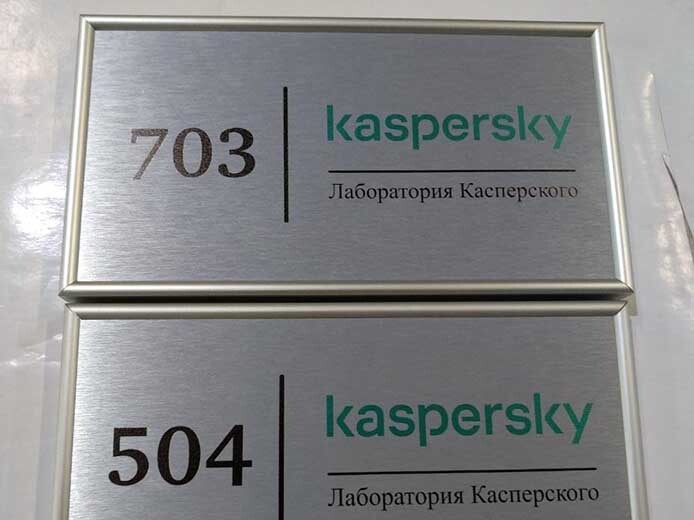 703
kaspersky
Лаборатория Касперского
504
kaspersky
Лаборатория Касперского